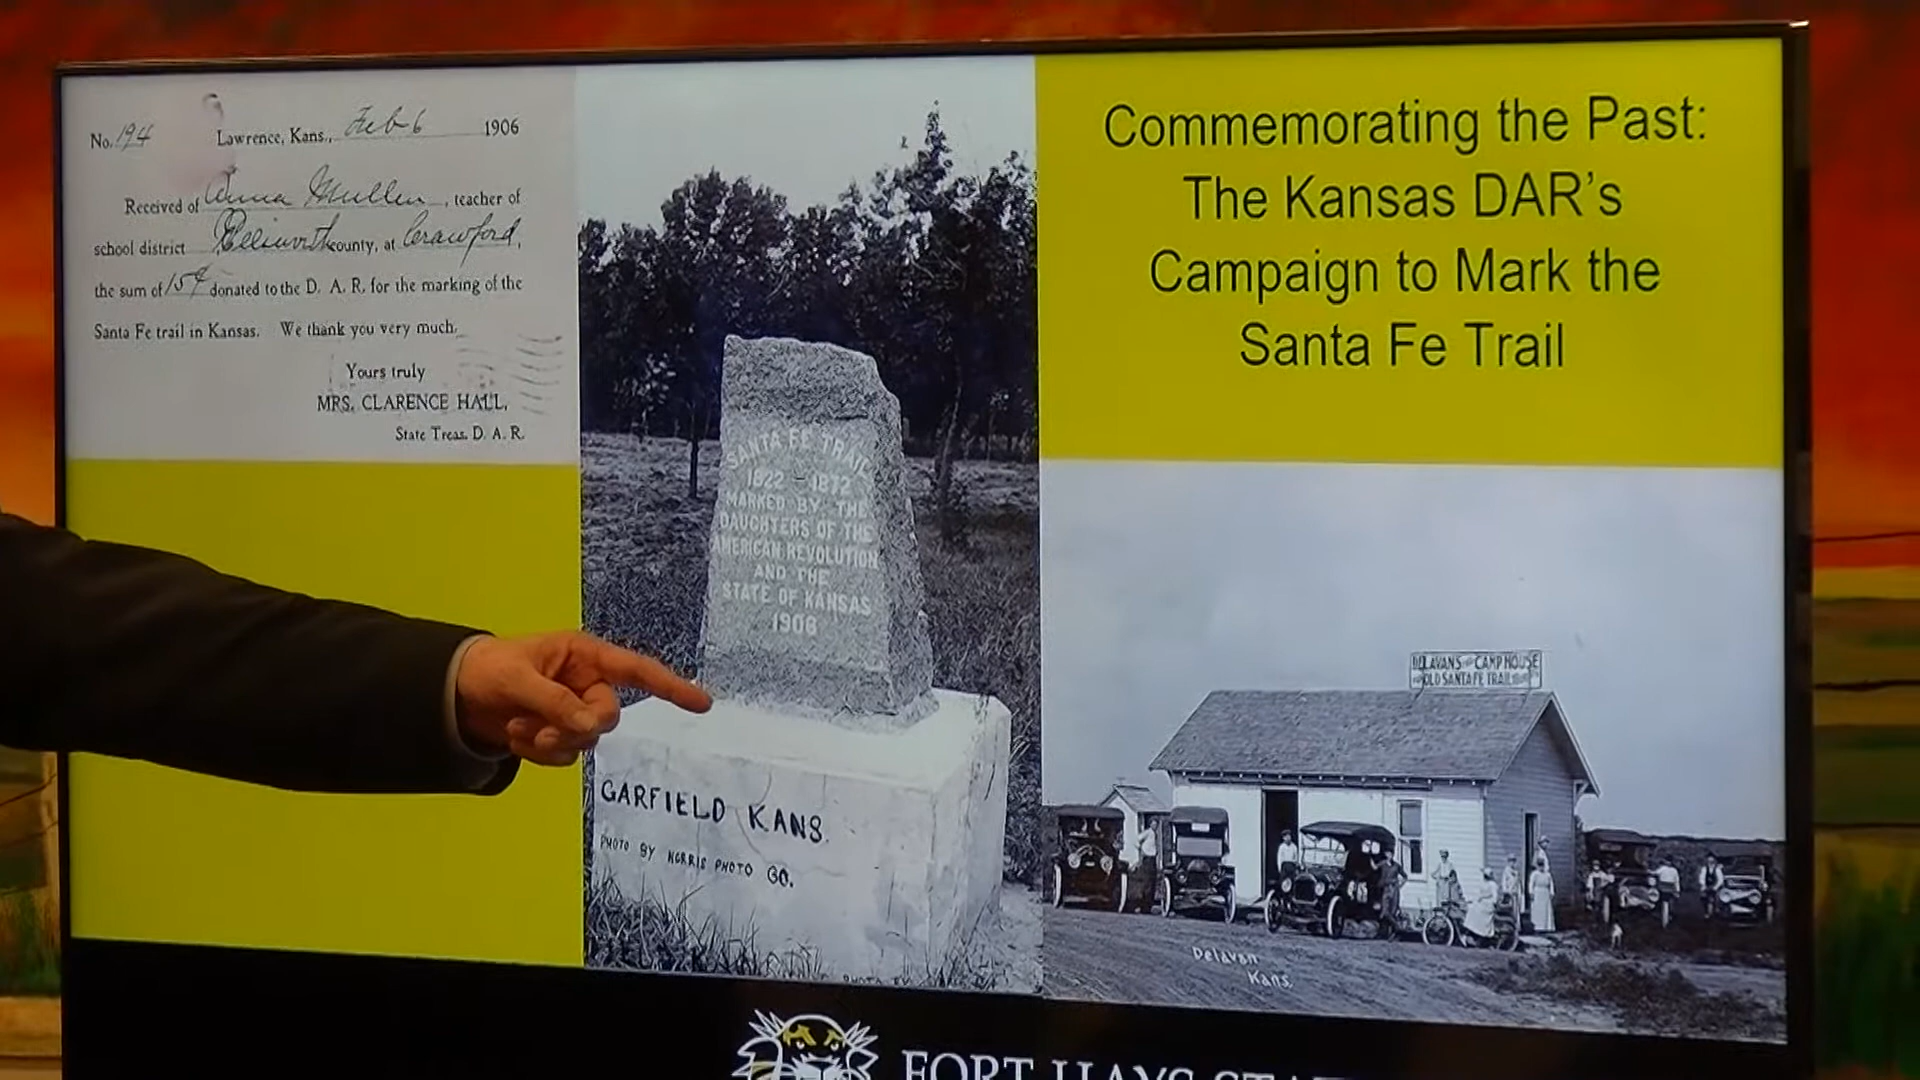 No. 194 Lawrence, Kans., Feb 6 1906
Received of Anna Mullen, teacher of
school district Ellsworth county, at Crawford,
the sum of 15¢ donated to the D. A. R. for the marking of the
Santa Fe trail in Kansas. We thank you very much.
Yours truly
MRS. CLARENCE HALL,
State Treas. D. A. R.
SANTA FE TRAIL
1822 - 1872
MARKED BY THE
DAUGHTERS OF THE
AMERICAN REVOLUTION
AND THE
STATE OF KANSAS
1906
GARFIELD KANS.
PHOTO BY NORRIS PHOTO CO.
Commemorating the Past:
The Kansas DAR's
Campaign to Mark the
Santa Fe Trail
DELAVANS CAMP HOUSE
OLD SANTA FE TRAIL
Delavan
Kans.
FORT HAYS STATE